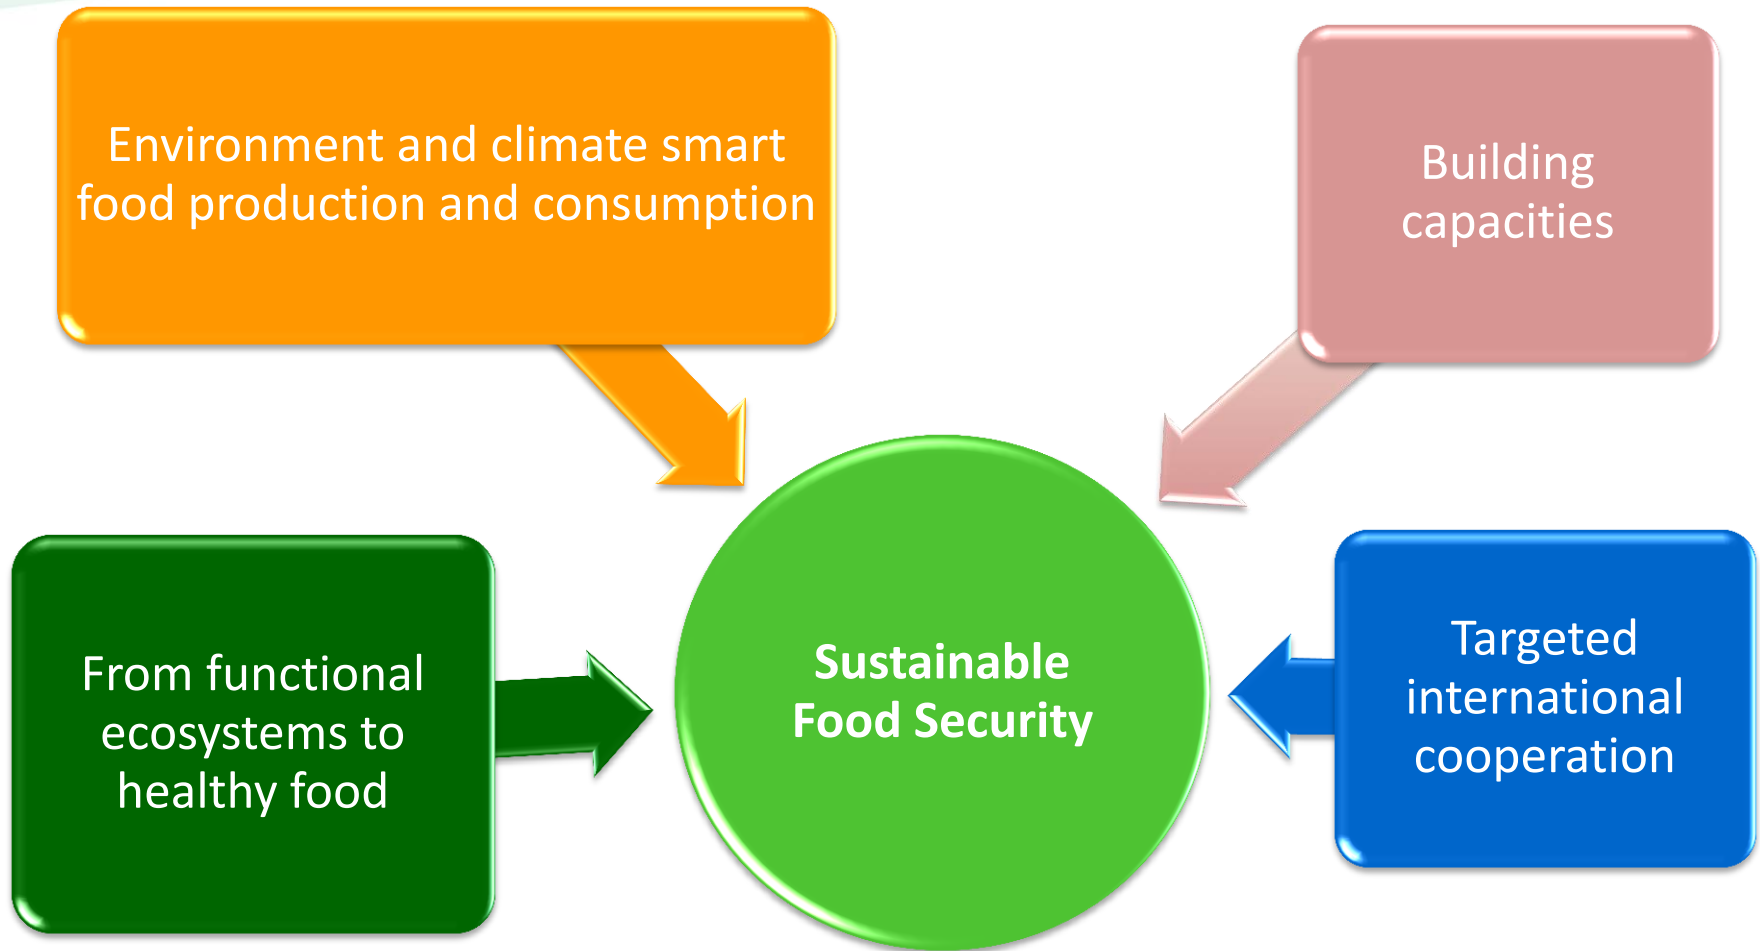 Environment and climate smart
food production and consumption
Building
capacities
From functional
ecosystems to
healthy food
Sustainable
Food Security
Targeted
international
cooperation